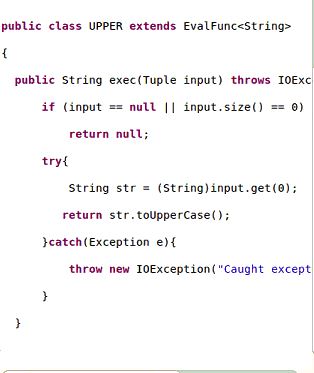 public class UPPER extends EvalFunc<String>
{
public String exec(Tuple input) throws IOExc
if (input == null || input.size() == 0)
return null;
try{
String str = (String)input.get(0);
return str.toUpperCase();
}catch(Exception e){
throw new IOException("Caught except
}
}